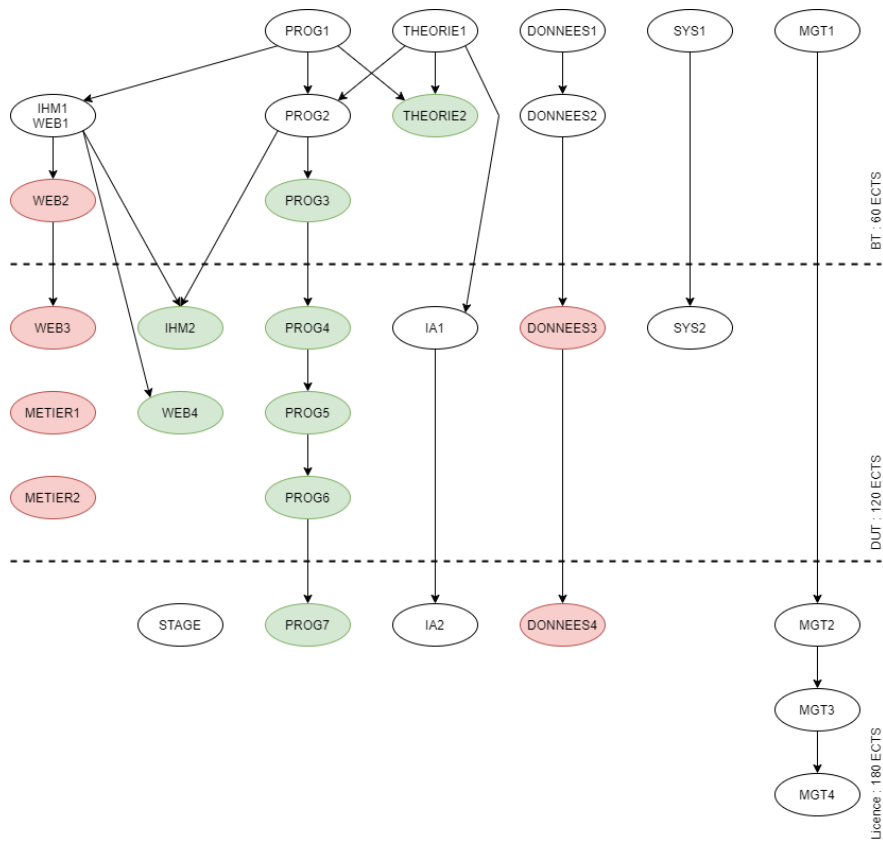 PROG1
THEORIE1
DONNEES1
SYS1
MGT1
IHM1
WEB1
PROG2
THEORIE2
DONNEES2
WEB2
PROG3
BT : 60 ECTS
WEB3
IHM2
PROG4
IA1
DONNEES3
SYS2
METIER1
WEB4
PROG5
METIER2
PROG6
DUT : 120 ECTS
STAGE
PROG7
IA2
DONNEES4
MGT2
MGT3
MGT4
Licence : 180 ECTS